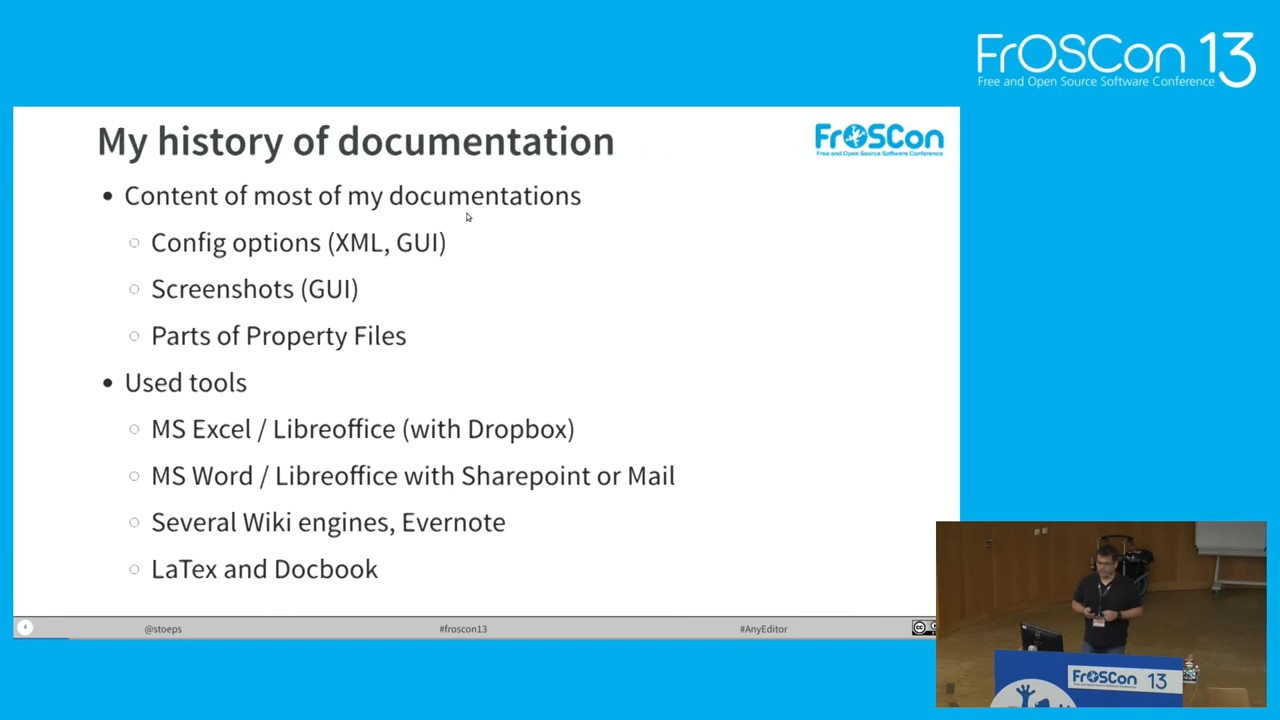 FrOSCon 13
Free and Open Source Software Conference
My history of documentation
FrOSCon
Free and Open Source Software Conference
• Content of most of my documentations
○ Config options (XML, GUI)
○ Screenshots (GUI)
○ Parts of Property Files
• Used tools
○ MS Excel / Libreoffice (with Dropbox)
○ MS Word / Libreoffice with Sharepoint or Mail
○ Several Wiki engines, Evernote
○ LaTex and Docbook
4
@stoeps
#froscon13
#AnyEditor
cc
FrOSCon 13